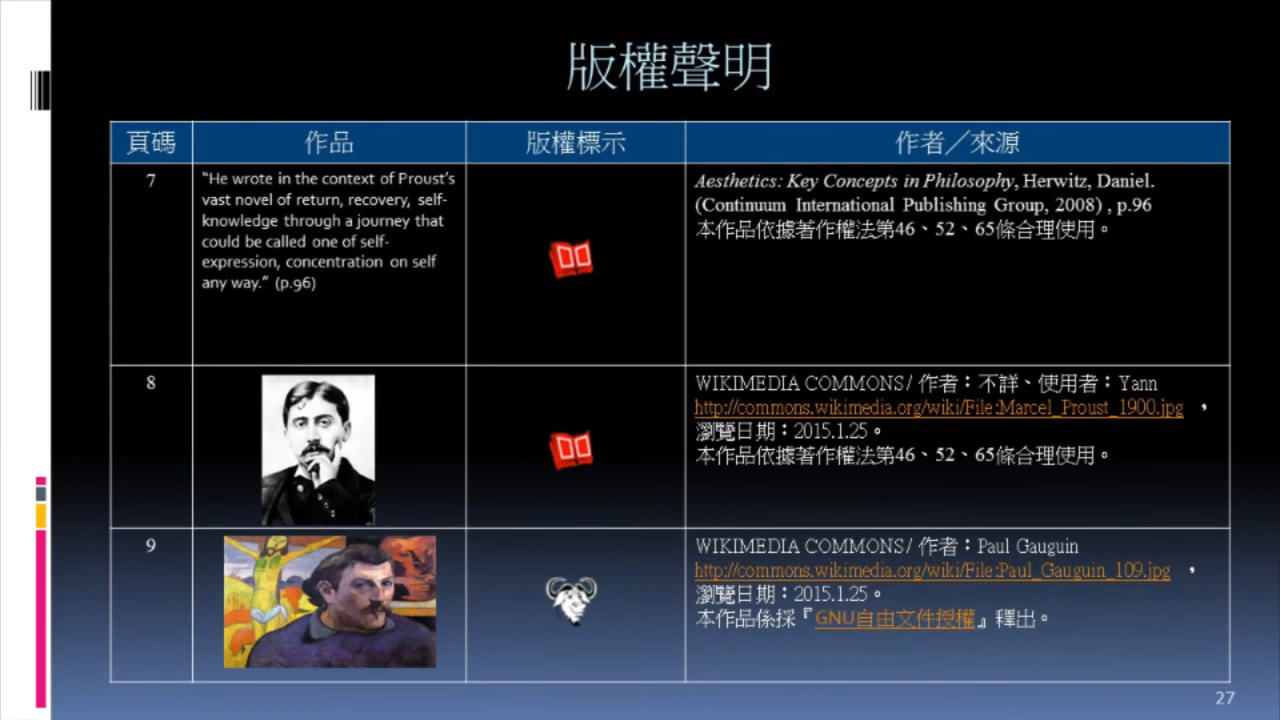 版權聲明
頁碼 作品 版權標示 作者／來源
7
“He wrote in the context of Proust’s
vast novel of return, recovery, self-
knowledge through a journey that
could be called one of self-
expression, concentration on self
any way.” (p.96)
Aesthetics: Key Concepts in Philosophy, Herwitz, Daniel.
(Continuum International Publishing Group, 2008) , p.96
本作品依據著作權法第46、52、65條合理使用。
8
WIKIMEDIA COMMONS/ 作者：不詳、使用者：Yann
http://commons.wikimedia.org/wiki/File:Marcel_Proust_1900.jpg ，
瀏覽日期：2015.1.25。
本作品依據著作權法第46、52、65條合理使用。
9
WIKIMEDIA COMMONS/ 作者：Paul Gauguin
http://commons.wikimedia.org/wiki/File:Paul_Gauguin_109.jpg ，
瀏覽日期：2015.1.25。
本作品係採『GNU自由文件授權』釋出。
27